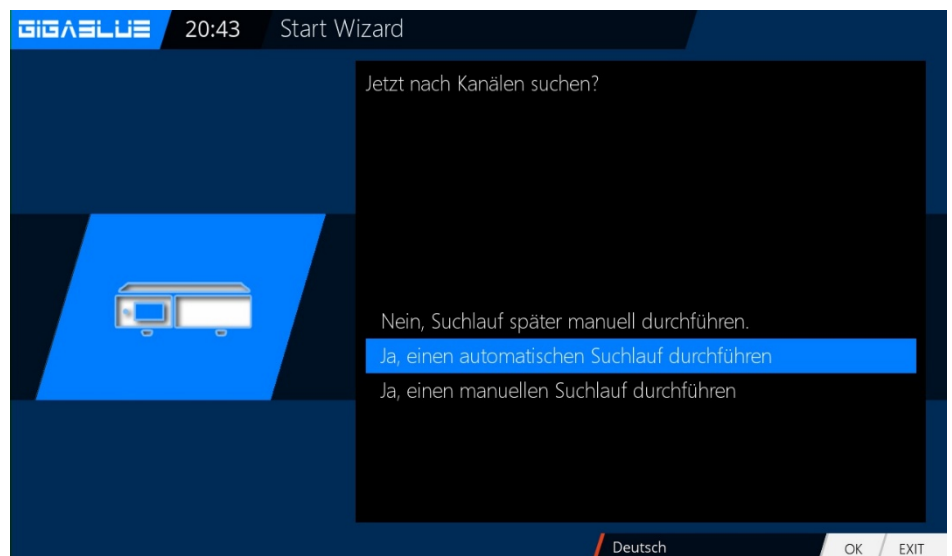 GIGABLUE 20:43 Start Wizard
Jetzt nach Kanälen suchen?
Nein, Suchlauf später manuell durchführen.
Ja, einen automatischen Suchlauf durchführen
Ja, einen manuellen Suchlauf durchführen
Deutsch OK EXIT